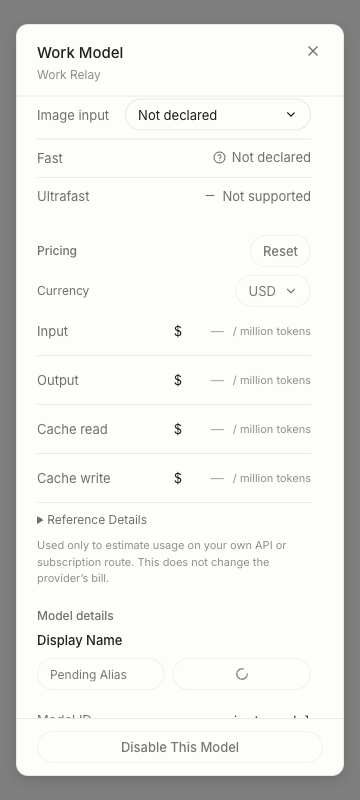 Work Model
Work Relay
Image input Not declared
Fast Not declared
Ultrafast — Not supported
Pricing Reset
Currency USD
Input $ — / million tokens
Output $ — / million tokens
Cache read $ — / million tokens
Cache write $ — / million tokens
Reference Details
Used only to estimate usage on your own API or
subscription route. This does not change the
provider’s bill.
Model details
Display Name
Pending Alias
Model ID
Disable This Model